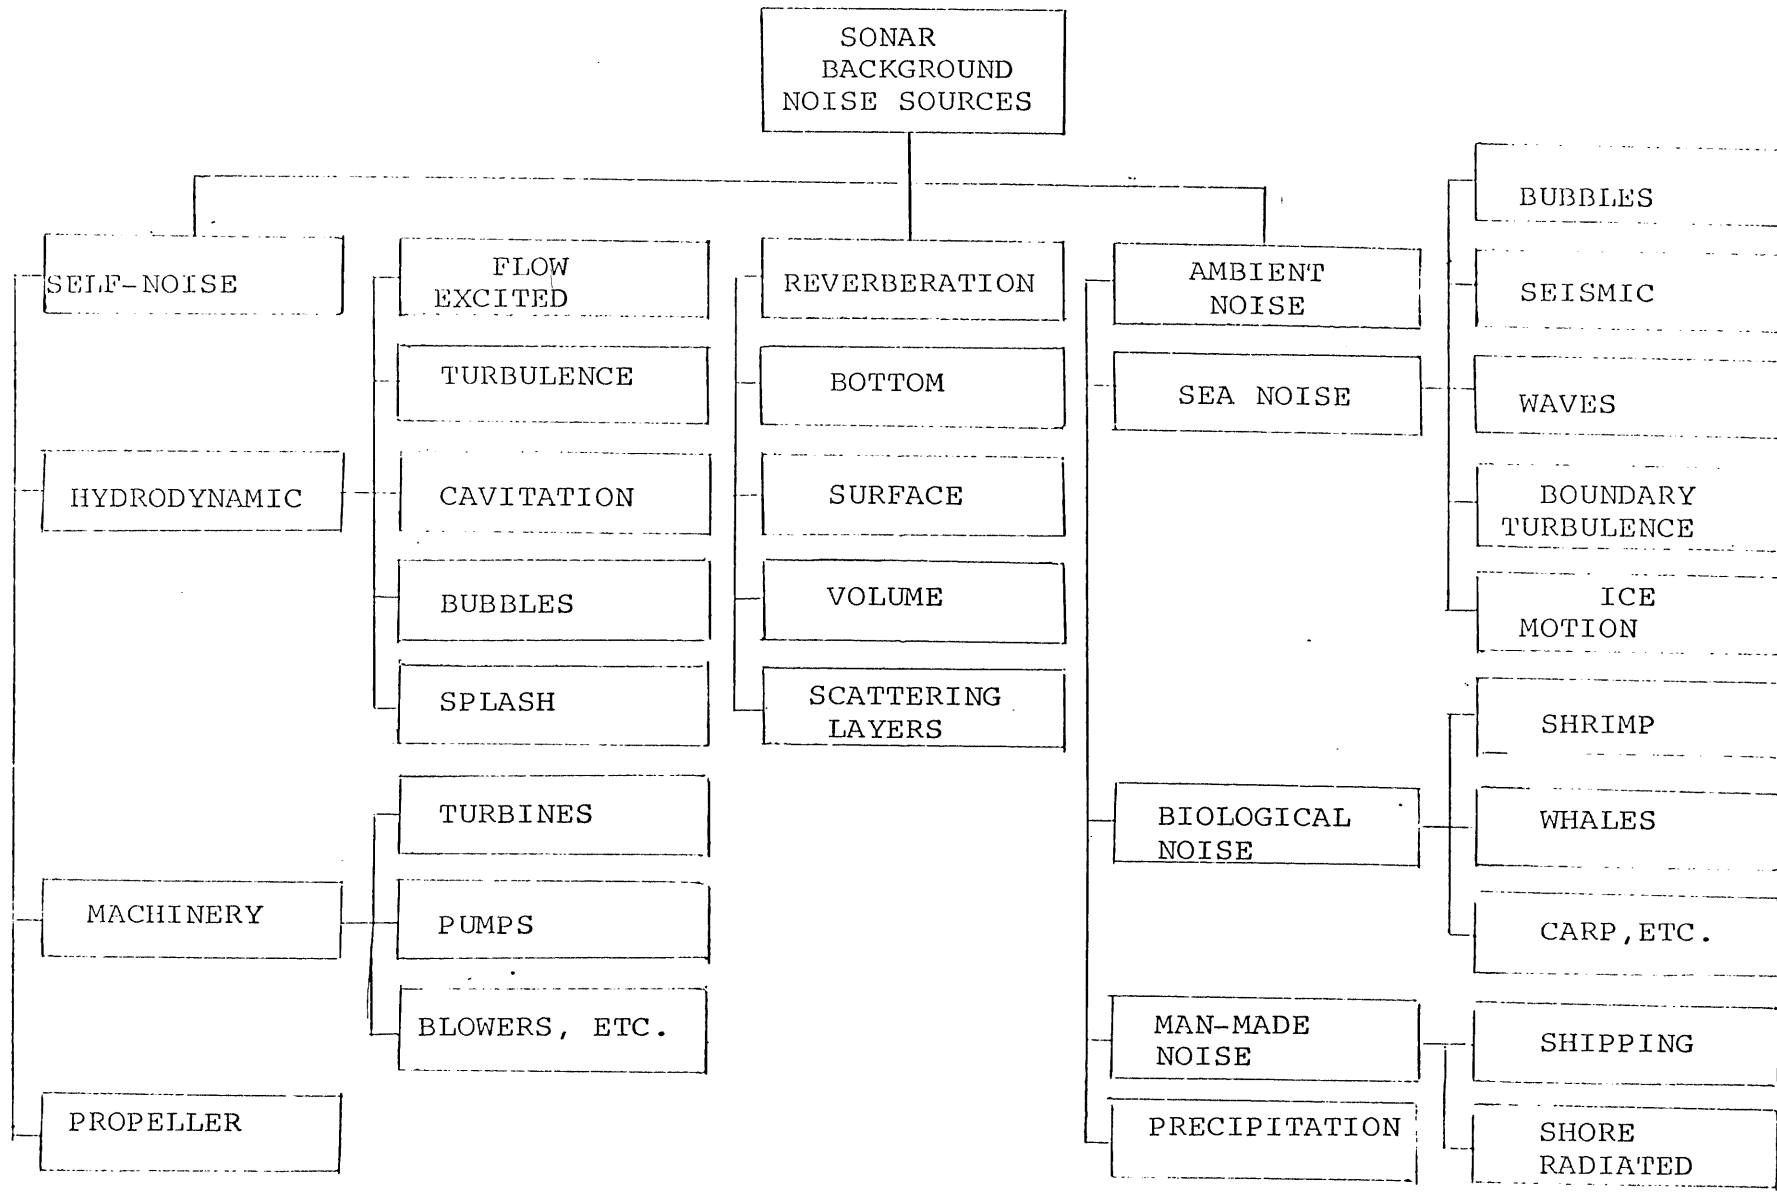 SONAR
BACKGROUND
NOISE SOURCES
SELF-NOISE
HYDRODYNAMIC
FLOW
EXCITED
TURBULENCE
CAVITATION
BUBBLES
SPLASH
MACHINERY
TURBINES
PUMPS
BLOWERS, ETC.
PROPELLER
REVERBERATION
BOTTOM
SURFACE
VOLUME
SCATTERING
LAYERS
AMBIENT
NOISE
SEA NOISE
BUBBLES
SEISMIC
WAVES
BOUNDARY
TURBULENCE
ICE
MOTION
BIOLOGICAL
NOISE
SHRIMP
WHALES
CARP,ETC.
MAN-MADE
NOISE
SHIPPING
SHORE
RADIATED
PRECIPITATION